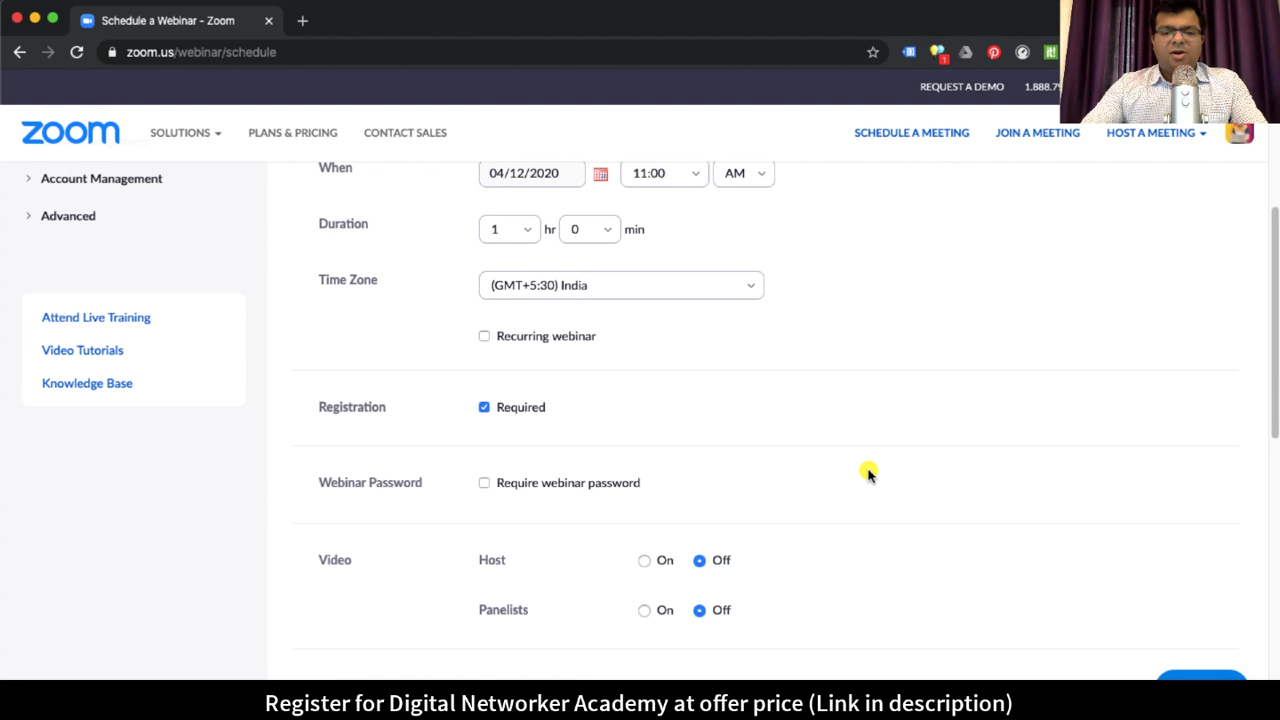 Schedule a Webinar - Zoom
zoom.us/webinar/schedule
1
REQUEST A DEMO
zoom
SOLUTIONS
PLANS & PRICING
CONTACT SALES
SCHEDULE A MEETING
JOIN A MEETING
HOST A MEETING
Account Management
Advanced
Attend Live Training
Video Tutorials
Knowledge Base
When 04/12/2020 11:00 AM
Duration 1 hr 0 min
Time Zone (GMT+5:30) India
Recurring webinar
Registration Required
Webinar Password Require webinar password
Video Host On Off
Panelists On Off
Register for Digital Networker Academy at offer price (Link in description)